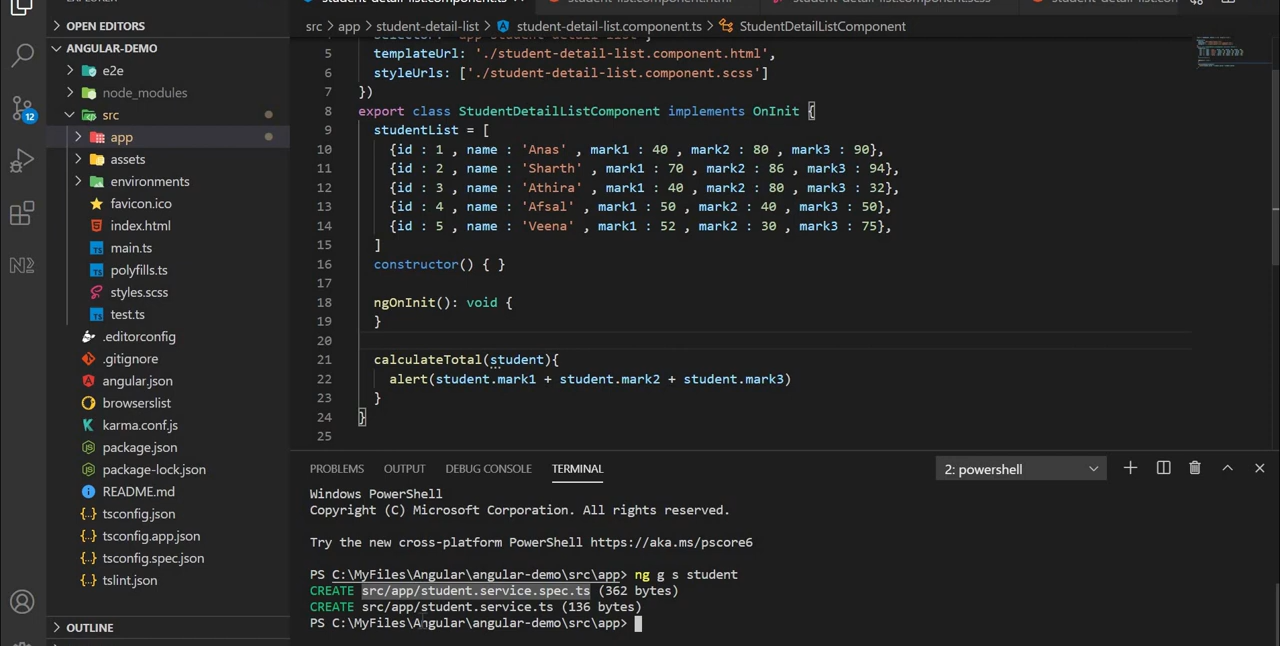 OPEN EDITORS
ANGULAR-DEMO
e2e
node_modules
src
app
assets
environments
favicon.ico
index.html
main.ts
polyfills.ts
styles.scss
test.ts
.editorconfig
.gitignore
angular.json
browserslist
karma.conf.js
package.json
package-lock.json
README.md
tsconfig.json
tsconfig.app.json
tsconfig.spec.json
tslint.json
OUTLINE
12
src > app > student-detail-list > student-detail-list.component.ts > StudentDetailListComponent
5 templateUrl: './student-detail-list.component.html',
6 styleUrls: ['./student-detail-list.component.scss']
7 })
8 export class StudentDetailListComponent implements OnInit {
9 studentList = [
10 {id : 1 , name : 'Anas' , mark1 : 40 , mark2 : 80 , mark3 : 90},
11 {id : 2 , name : 'Sharth' , mark1 : 70 , mark2 : 86 , mark3 : 94},
12 {id : 3 , name : 'Athira' , mark1 : 40 , mark2 : 80 , mark3 : 32},
13 {id : 4 , name : 'Afsal' , mark1 : 50 , mark2 : 40 , mark3 : 50},
14 {id : 5 , name : 'Veena' , mark1 : 52 , mark2 : 30 , mark3 : 75},
15 ]
16 constructor() { }
17
18 ngOnInit(): void {
19 }
20
21 calculateTotal(student){
22 alert(student.mark1 + student.mark2 + student.mark3)
23 }
24 }
25
PROBLEMS OUTPUT DEBUG CONSOLE TERMINAL 2: powershell
Windows PowerShell
Copyright (C) Microsoft Corporation. All rights reserved.
Try the new cross-platform PowerShell https://aka.ms/pscore6
PS C:\MyFiles\Angular\angular-demo\src\app> ng g s student
CREATE src/app/student.service.spec.ts (362 bytes)
CREATE src/app/student.service.ts (136 bytes)
PS C:\MyFiles\Angular\angular-demo\src\app>